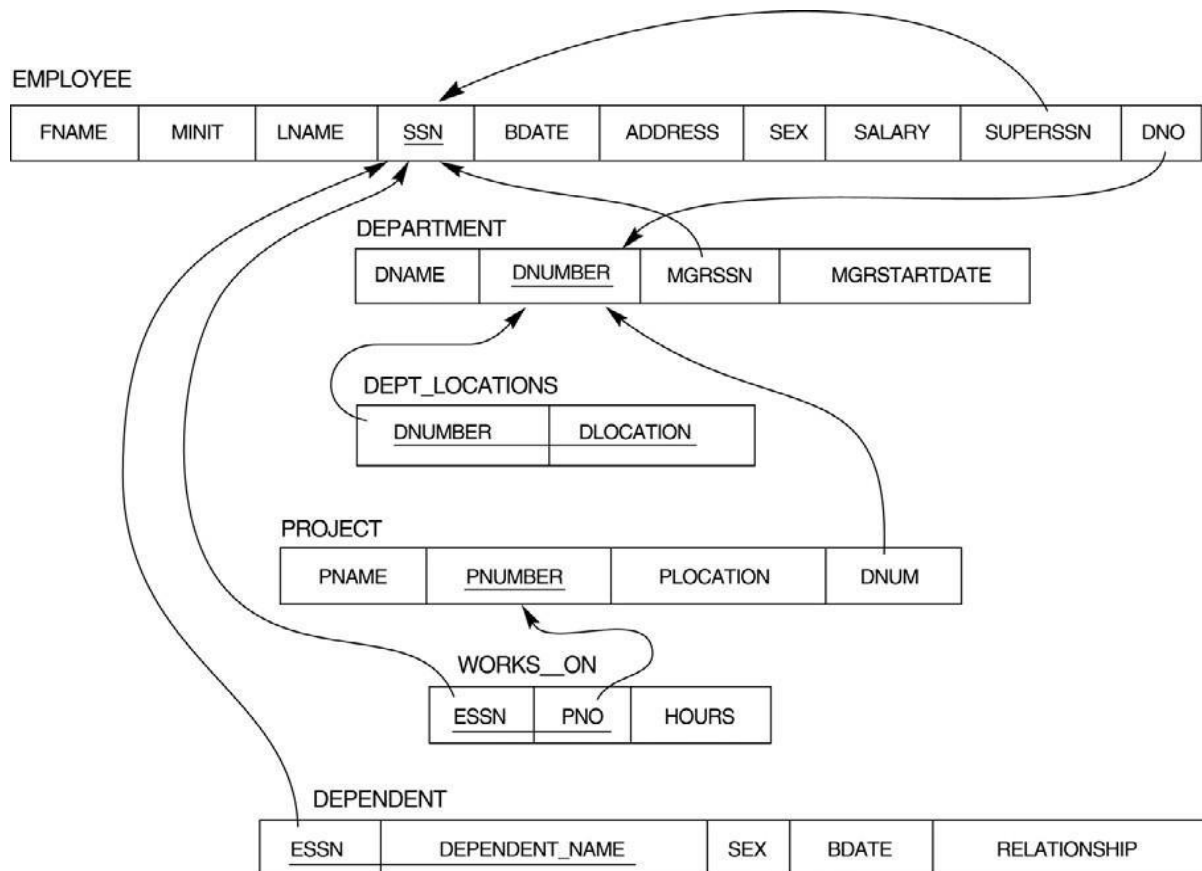 EMPLOYEE
FNAME MINIT LNAME SSN BDATE ADDRESS SEX SALARY SUPERSSN DNO
DEPARTMENT
DNAME DNUMBER MGRSSN MGRSTARTDATE
DEPT_LOCATIONS
DNUMBER DLOCATION
PROJECT
PNAME PNUMBER PLOCATION DNUM
WORKS__ON
ESSN PNO HOURS
DEPENDENT
ESSN DEPENDENT_NAME SEX BDATE RELATIONSHIP